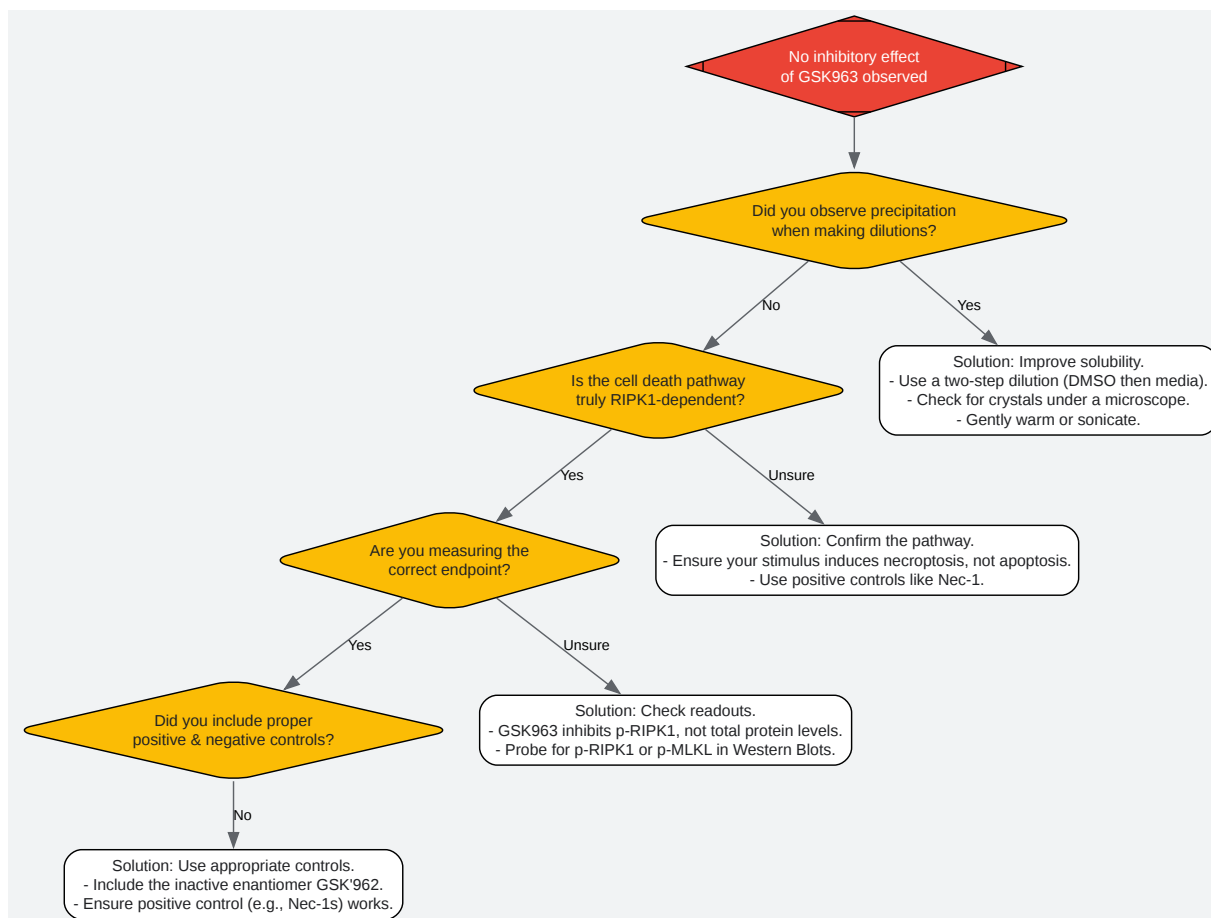 No inhibitory effect
of GSK963 observed
Did you observe precipitation
when making dilutions?
No
Yes
Is the cell death pathway
truly RIPK1-dependent?
Solution: Improve solubility.
- Use a two-step dilution (DMSO then media).
- Check for crystals under a microscope.
- Gently warm or sonicate.
Yes
Unsure
Are you measuring the
correct endpoint?
Solution: Confirm the pathway.
- Ensure your stimulus induces necroptosis, not apoptosis.
- Use positive controls like Nec-1.
Yes
Unsure
Did you include proper
positive & negative controls?
Solution: Check readouts.
- GSK963 inhibits p-RIPK1, not total protein levels.
- Probe for p-RIPK1 or p-MLKL in Western Blots.
No
Solution: Use appropriate controls.
- Include the inactive enantiomer GSK'962.
- Ensure positive control (e.g., Nec-1s) works.